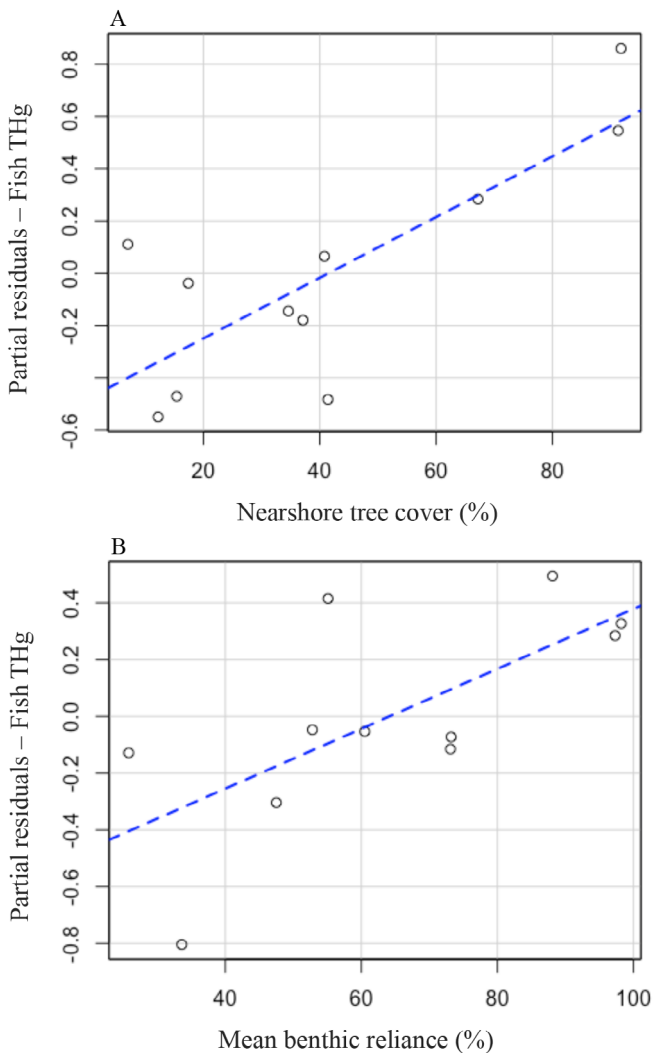 A
Partial residuals – Fish THg
0.8
0.6
0.4
0.2
0.0
-0.2
-0.6
20 40 60 80
Nearshore tree cover (%)
B
Partial residuals – Fish THg
0.4
0.2
0.0
-0.2
-0.4
-0.6
-0.8
40 60 80 100
Mean benthic reliance (%)